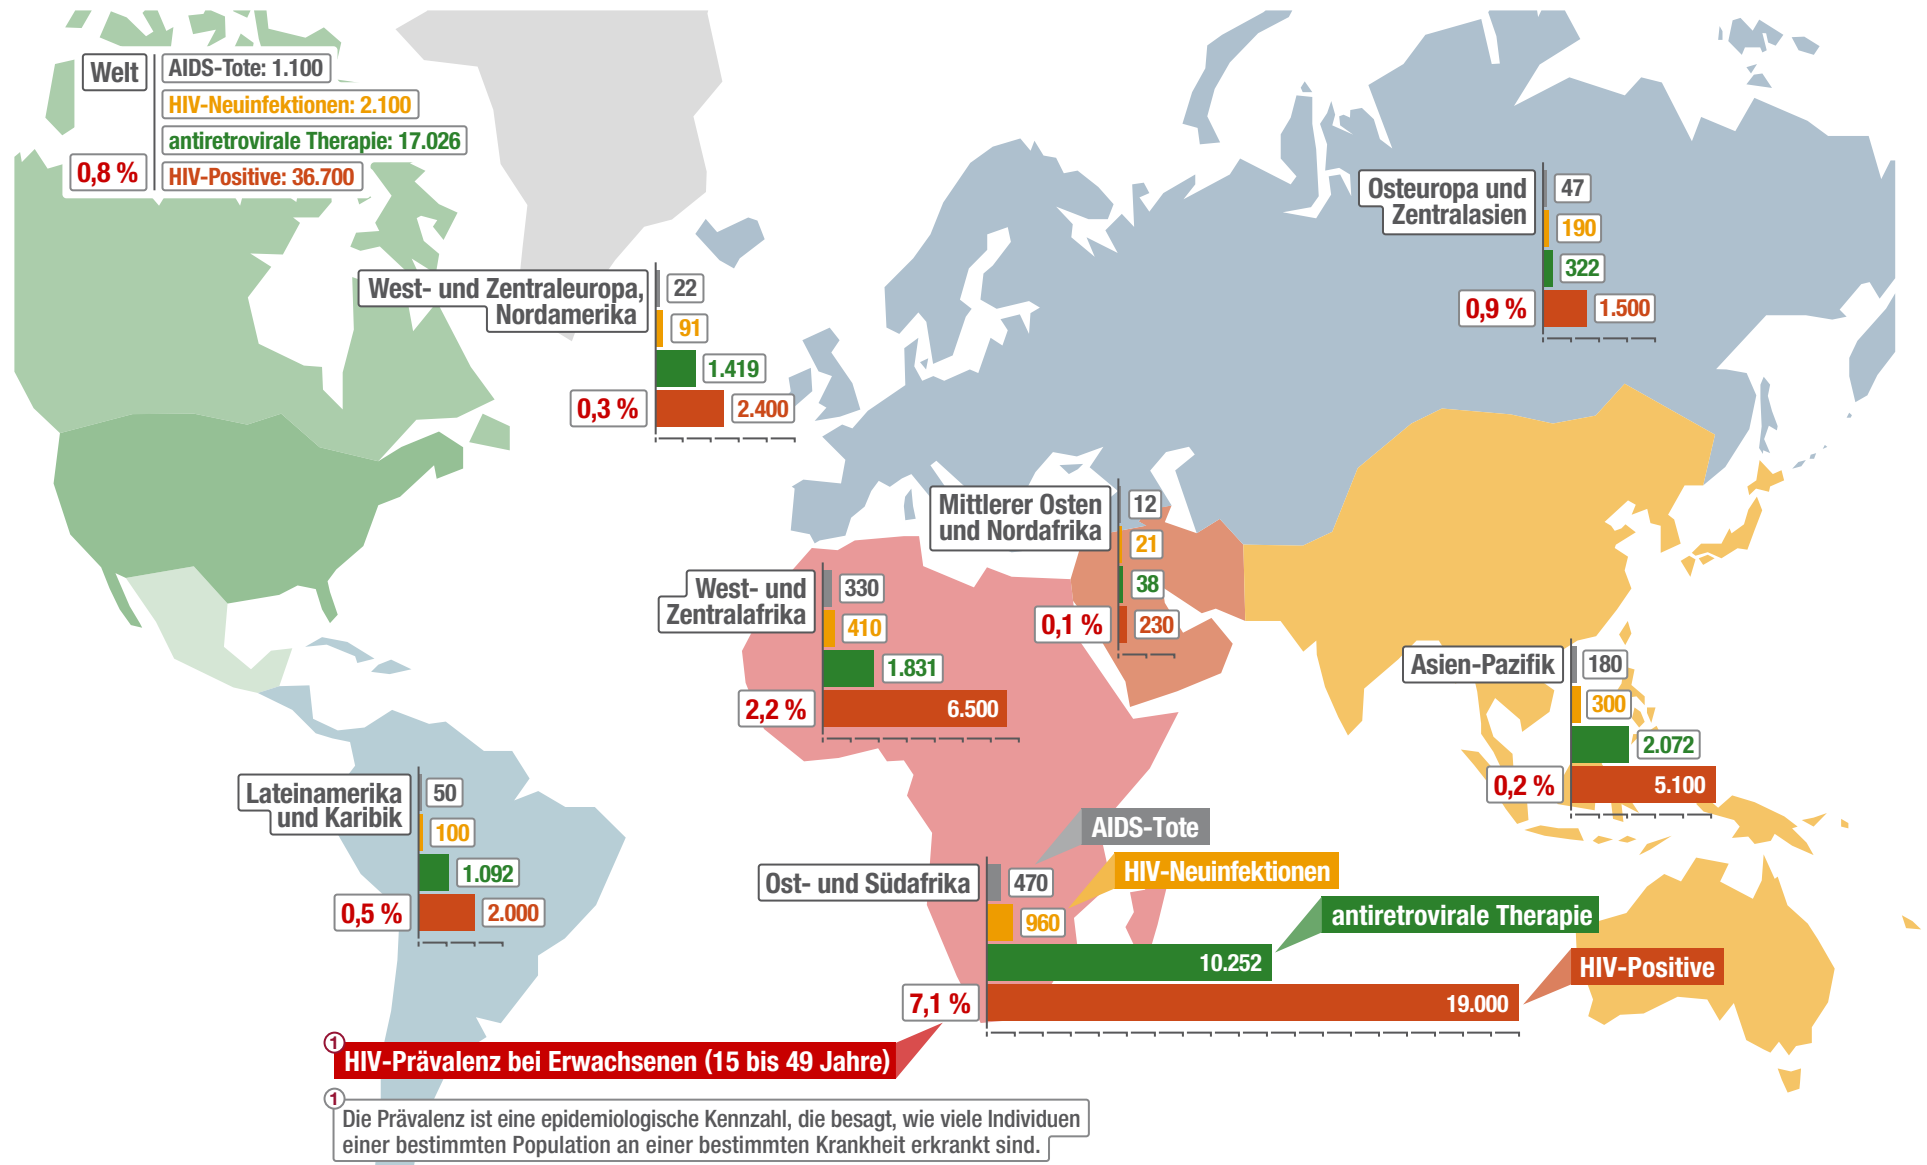 Welt
AIDS-Tote: 1.100
HIV-Neuinfektionen: 2.100
antiretrovirale Therapie: 17.026
0,8 %
HIV-Positive: 36.700
Osteuropa und
Zentralasien
47
190
322
0,9 %
1.500
West- und Zentraleuropa,
Nordamerika
22
91
1.419
0,3 %
2.400
Mittlerer Osten
und Nordafrika
12
21
38
0,1 %
230
West- und
Zentralafrika
330
410
1.831
2,2 %
6.500
Asien-Pazifik
180
300
2.072
0,2 %
5.100
Lateinamerika
und Karibik
50
100
1.092
0,5 %
2.000
AIDS-Tote
HIV-Neuinfektionen
antiretrovirale Therapie
HIV-Positive
Ost- und Südafrika
470
960
10.252
7,1 %
19.000
1
HIV-Prävalenz bei Erwachsenen (15 bis 49 Jahre)
1
Die Prävalenz ist eine epidemiologische Kennzahl, die besagt, wie viele Individuen
einer bestimmten Population an einer bestimmten Krankheit erkrankt sind.